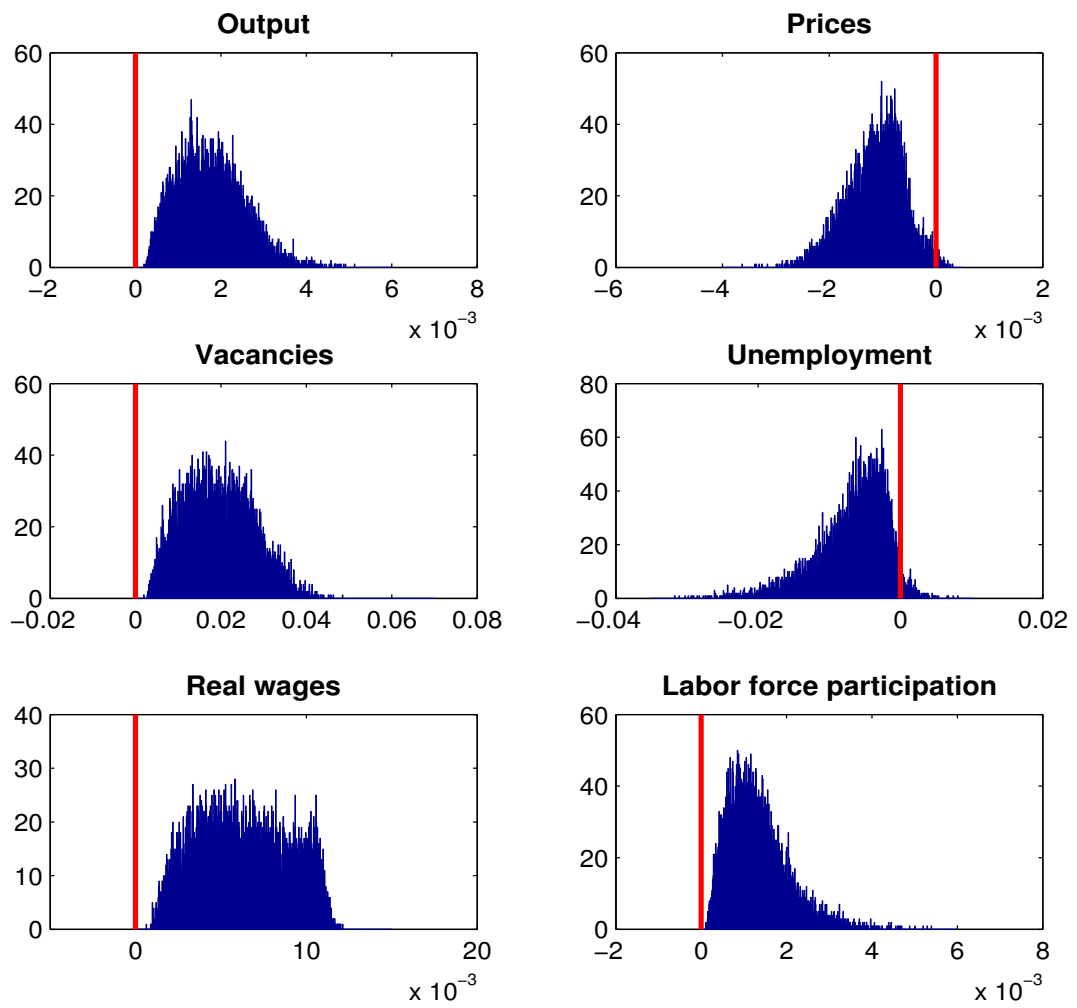 Output
60
40
20
0
−2 0 2 4 6 8
x 10−3
Prices
60
40
20
0
−6 −4 −2 0 2
x 10−3
Vacancies
60
40
20
0
−0.02 0 0.02 0.04 0.06 0.08
Unemployment
80
60
40
20
0
−0.04 −0.02 0 0.02
Real wages
40
30
20
10
0
0 10 20
x 10−3
Labor force participation
60
40
20
0
−2 0 2 4 6 8
x 10−3